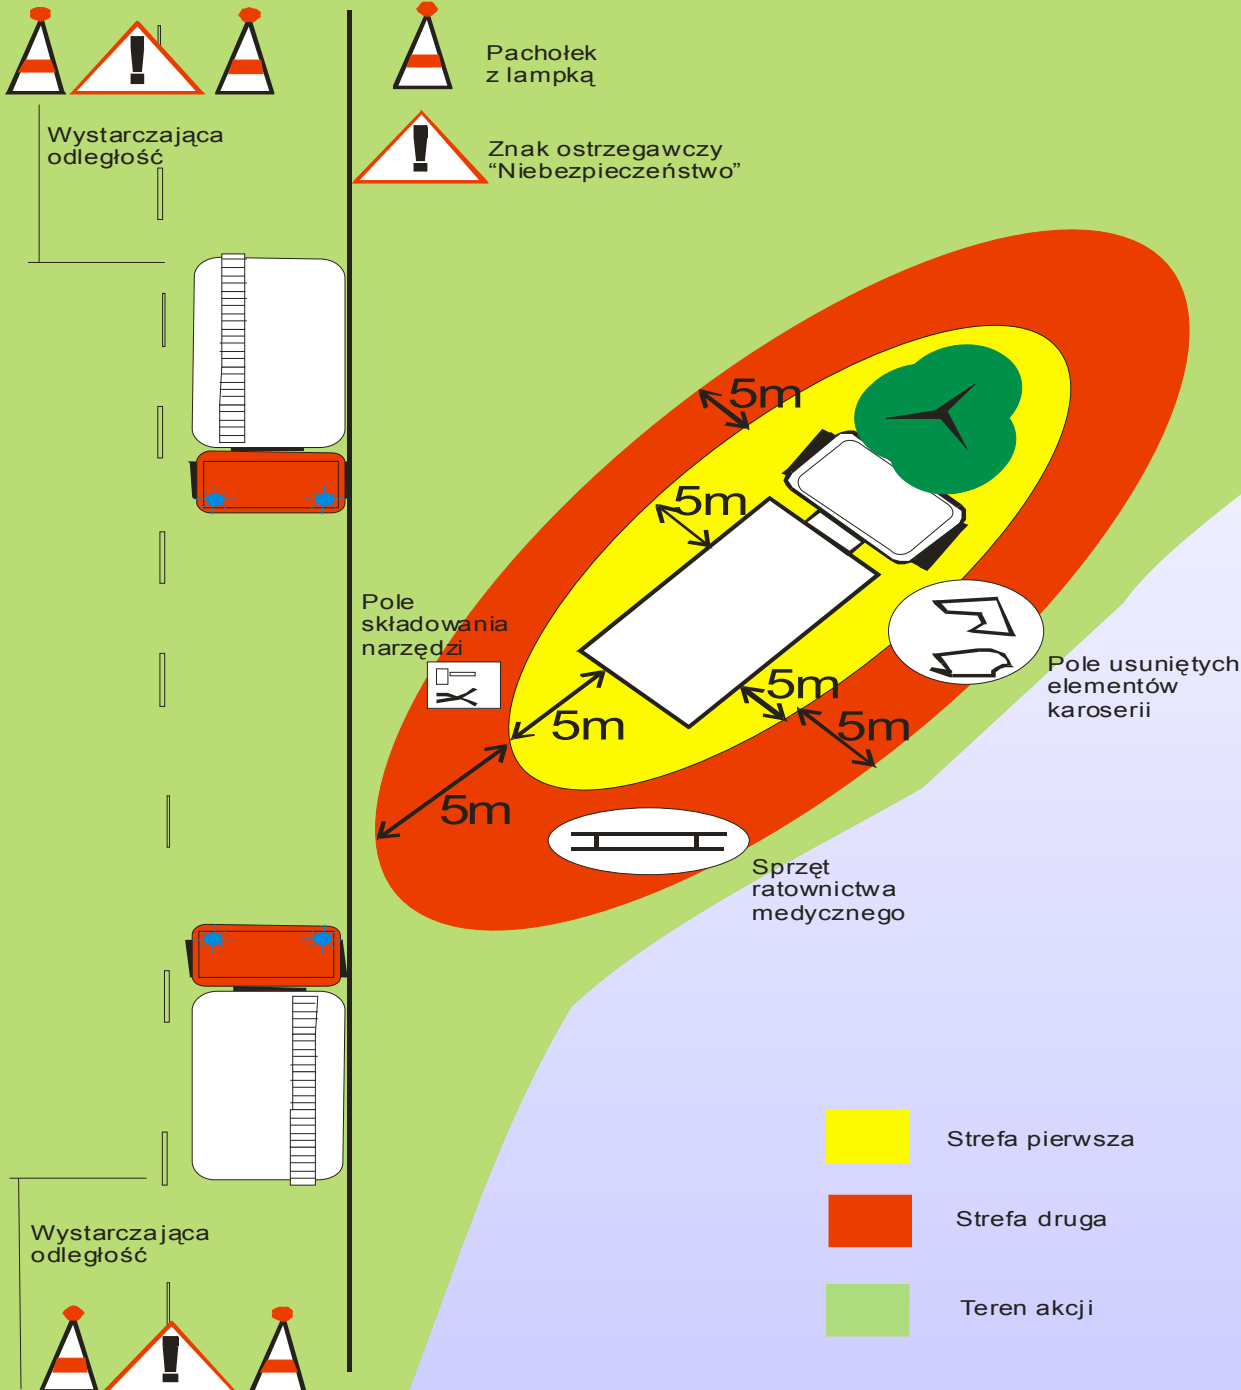 Pachołek
z lampką
Wystarczająca
odległość
Znak ostrzegawczy
“Niebezpieczeństwo”
5m
5m
Pole
składowania
narzędzi
Pole usuniętych
elementów
karoserii
5m
5m
5m
5m
Sprzęt
ratownictwa
medycznego
Strefa pierwsza
Strefa druga
Wystarczająca
odległość
Teren akcji